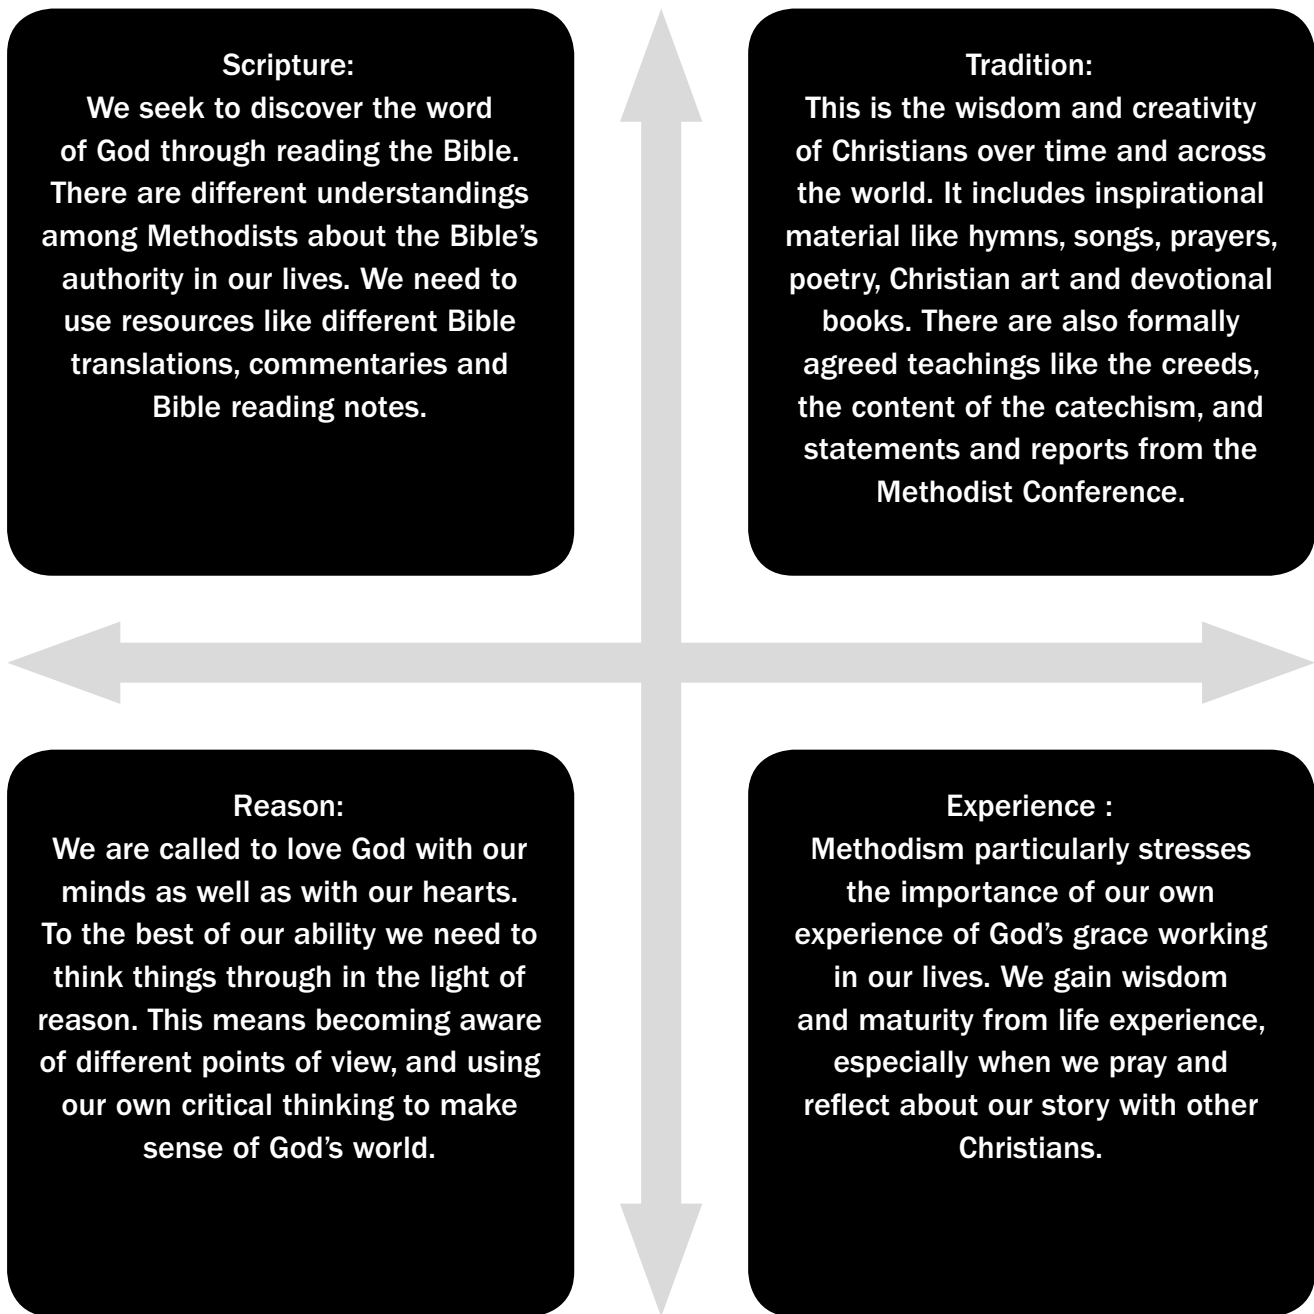 Scripture:
We seek to discover the word
of God through reading the Bible.
There are different understandings
among Methodists about the Bible’s
authority in our lives. We need to
use resources like different Bible
translations, commentaries and
Bible reading notes.
Tradition:
This is the wisdom and creativity
of Christians over time and across
the world. It includes inspirational
material like hymns, songs, prayers,
poetry, Christian art and devotional
books. There are also formally
agreed teachings like the creeds,
the content of the catechism, and
statements and reports from the
Methodist Conference.
Reason:
We are called to love God with our
minds as well as with our hearts.
To the best of our ability we need to
think things through in the light of
reason. This means becoming aware
of different points of view, and using
our own critical thinking to make
sense of God’s world.
Experience :
Methodism particularly stresses
the importance of our own
experience of God’s grace working
in our lives. We gain wisdom
and maturity from life experience,
especially when we pray and
reflect about our story with other
Christians.